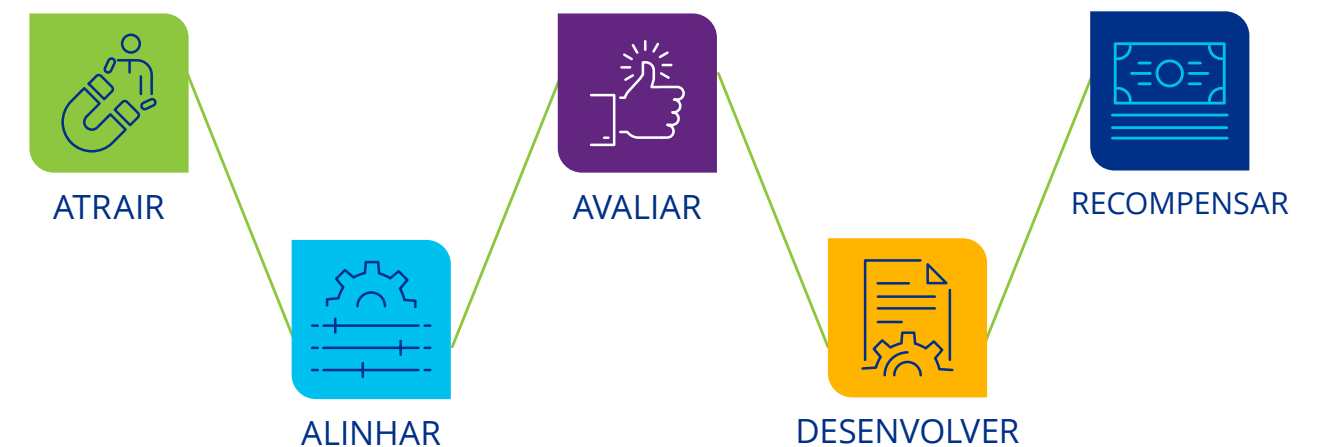 ATRAIR
ALINHAR
AVALIAR
DESENVOLVER
RECOMPENSAR